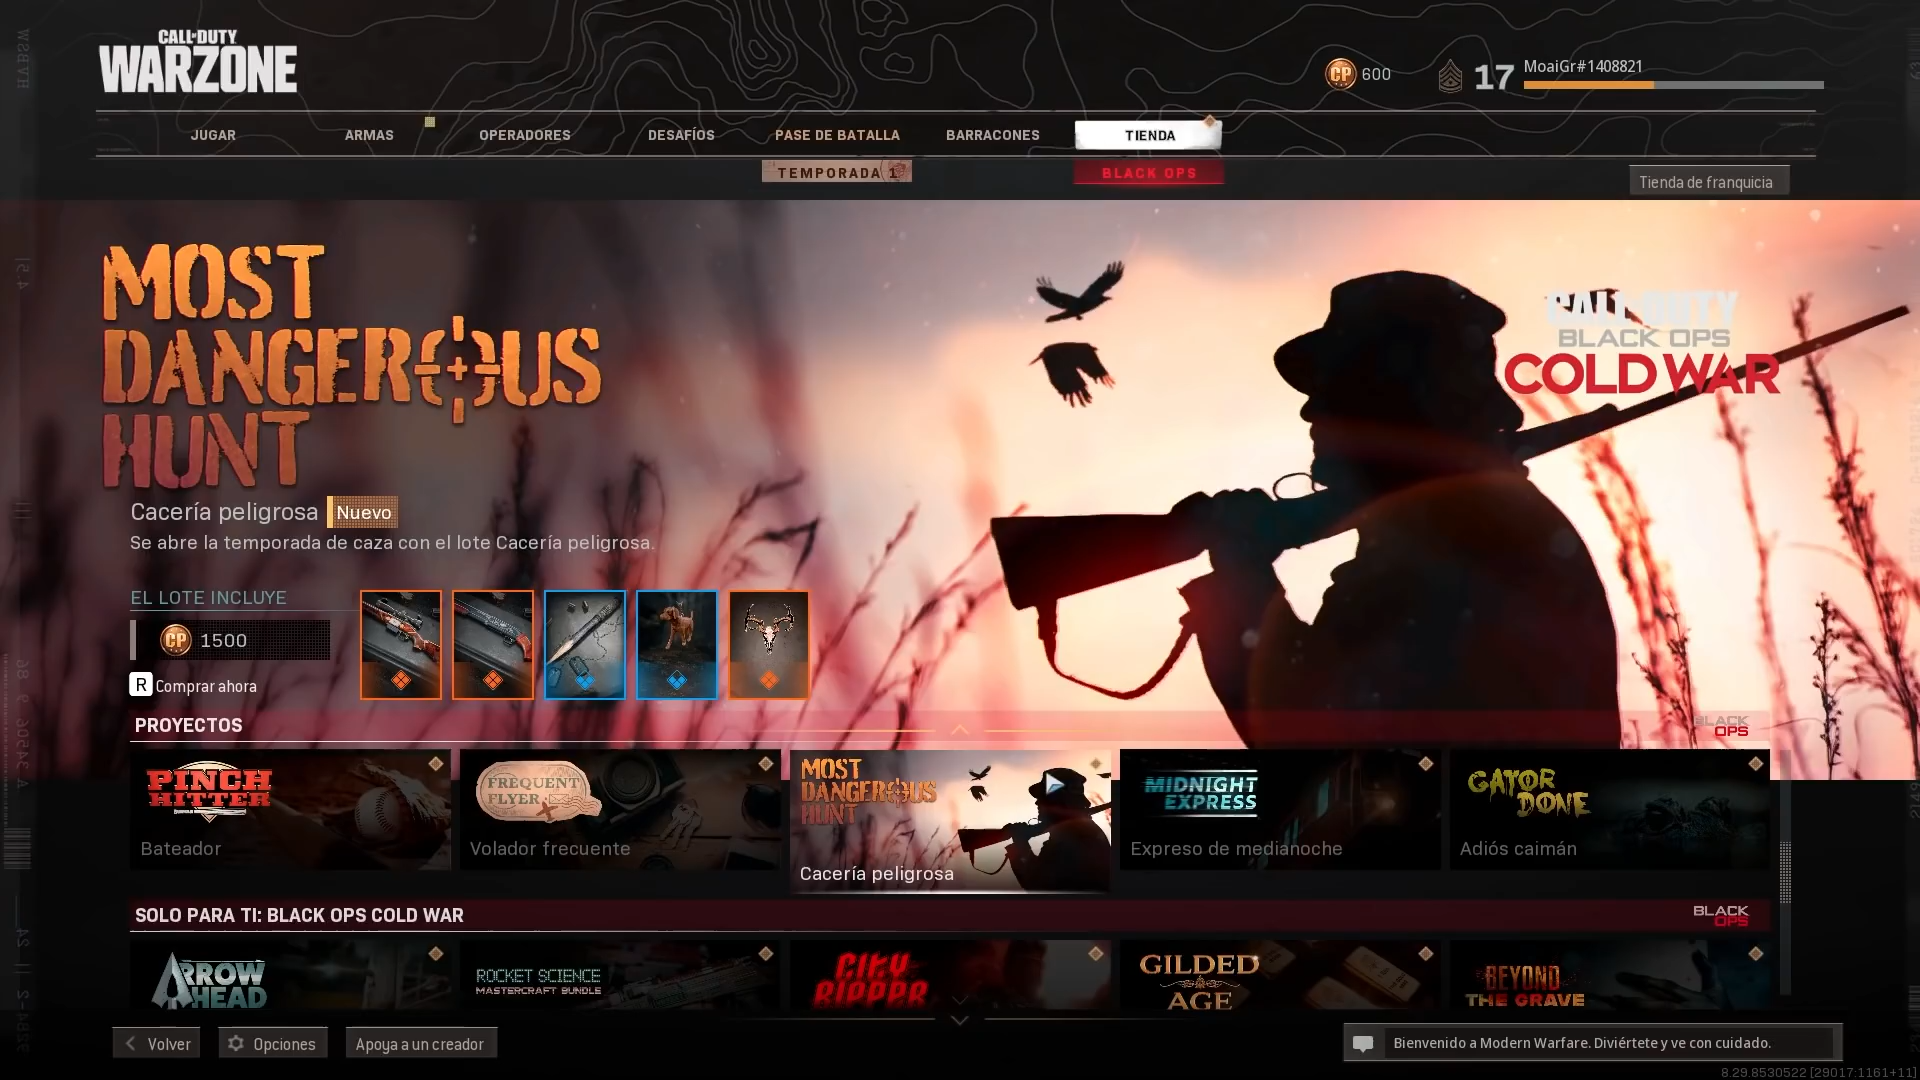 CALL OF DUTY
WARZONE
CP 600
17
MoaiGr#1408821
JUGAR
ARMAS
OPERADORES
DESAFÍOS
PASE DE BATALLA
BARRACONES
TIENDA
TEMPORADA 1
BLACK OPS
Tienda de franquicia
MOST
DANGEROUS
HUNT
CALL OF DUTY
BLACK OPS
COLD WAR
Cacería peligrosa
Nuevo
Se abre la temporada de caza con el lote Cacería peligrosa.
EL LOTE INCLUYE
CP 1500
R Comprar ahora
PROYECTOS
BLACK
OPS
PINCH
HITTER
Bateador
FREQUENT
FLYER
Volador frecuente
MOST
DANGEROUS
HUNT
Cacería peligrosa
MIDNIGHT
EXPRESS
Expreso de medianoche
GATOR
DONE
Adiós caimán
SOLO PARA TI: BLACK OPS COLD WAR
BLACK
OPS
ARROW
HEAD
ROCKET SCIENCE
MASTERCRAFT BUNDLE
CITY
RIPPER
GILDED
AGE
BEYOND
THE GRAVE
Volver
Opciones
Apoya a un creador
Bienvenido a Modern Warfare. Diviértete y ve con cuidado.
8.29.8530522 [29017:1161+11]